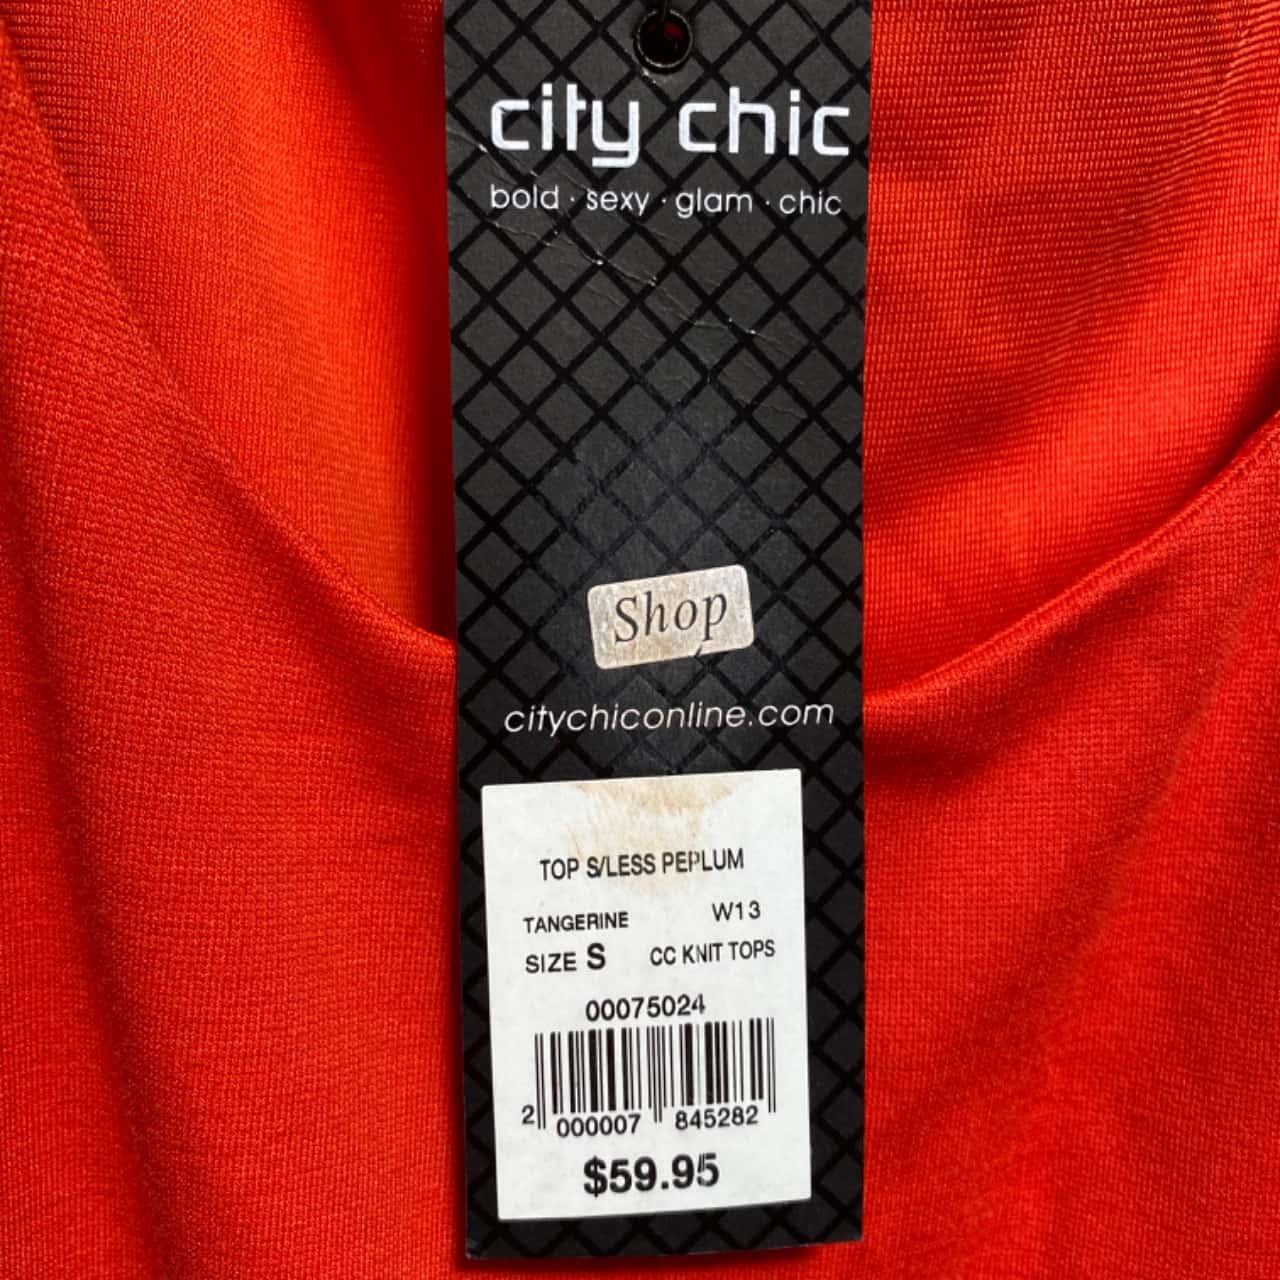 city chic
bold · sexy · glam · chic
Shop
citychiconline.com
TOP S/LESS PEPLUM
TANGERINE W13
SIZE S CC KNIT TOPS
00075024
2 000007 845282
$59.95